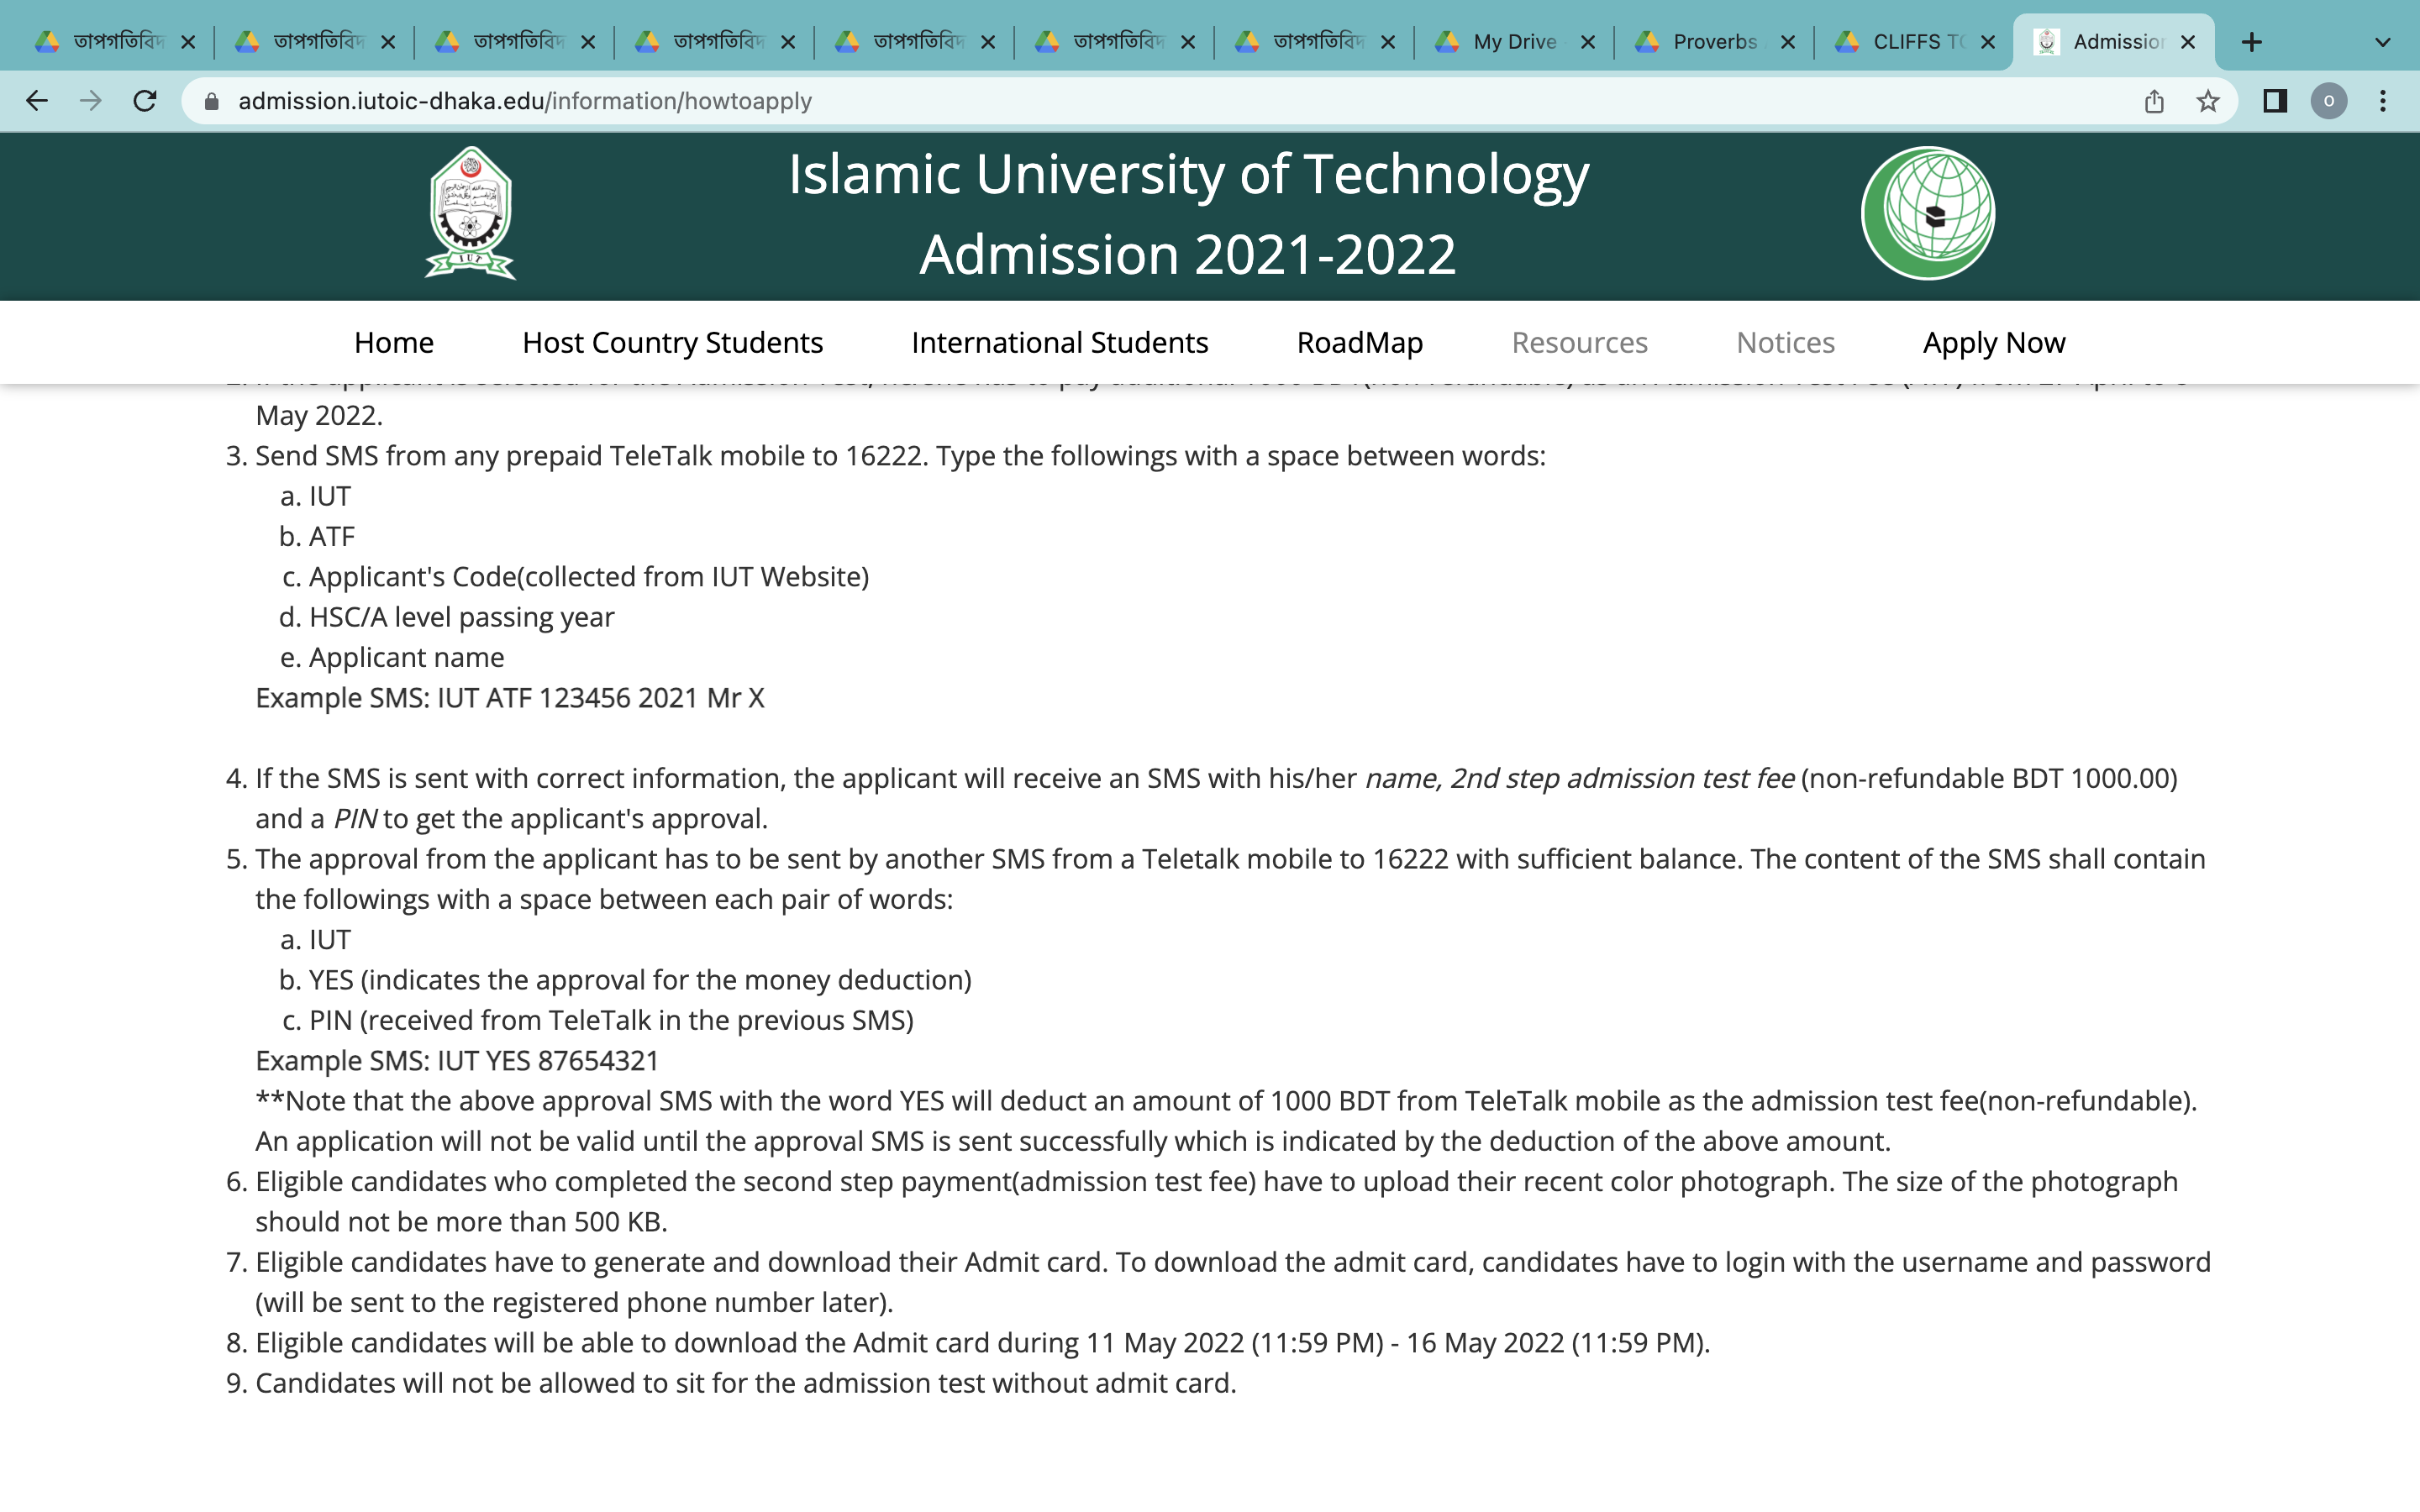 তাপগতিবিদ তাপগতিবিদ তাপগতিবিদ তাপগতিবিদ তাপগতিবিদ তাপগতিবিদ তাপগতিবিদ My Drive Proverbs CLIFFS TO Admission
admission.iutoic-dhaka.edu/information/howtoapply
O
Islamic University of Technology
Admission 2021-2022
IUT
Home Host Country Students International Students RoadMap Resources Notices Apply Now
May 2022.
3. Send SMS from any prepaid TeleTalk mobile to 16222. Type the followings with a space between words:
a. IUT
b. ATF
c. Applicant's Code(collected from IUT Website)
d. HSC/A level passing year
e. Applicant name
Example SMS: IUT ATF 123456 2021 Mr X
4. If the SMS is sent with correct information, the applicant will receive an SMS with his/her name, 2nd step admission test fee (non-refundable BDT 1000.00)
and a PIN to get the applicant's approval.
5. The approval from the applicant has to be sent by another SMS from a Teletalk mobile to 16222 with sufficient balance. The content of the SMS shall contain
the followings with a space between each pair of words:
a. IUT
b. YES (indicates the approval for the money deduction)
c. PIN (received from TeleTalk in the previous SMS)
Example SMS: IUT YES 87654321
**Note that the above approval SMS with the word YES will deduct an amount of 1000 BDT from TeleTalk mobile as the admission test fee(non-refundable).
An application will not be valid until the approval SMS is sent successfully which is indicated by the deduction of the above amount.
6. Eligible candidates who completed the second step payment(admission test fee) have to upload their recent color photograph. The size of the photograph
should not be more than 500 KB.
7. Eligible candidates have to generate and download their Admit card. To download the admit card, candidates have to login with the username and password
(will be sent to the registered phone number later).
8. Eligible candidates will be able to download the Admit card during 11 May 2022 (11:59 PM) - 16 May 2022 (11:59 PM).
9. Candidates will not be allowed to sit for the admission test without admit card.